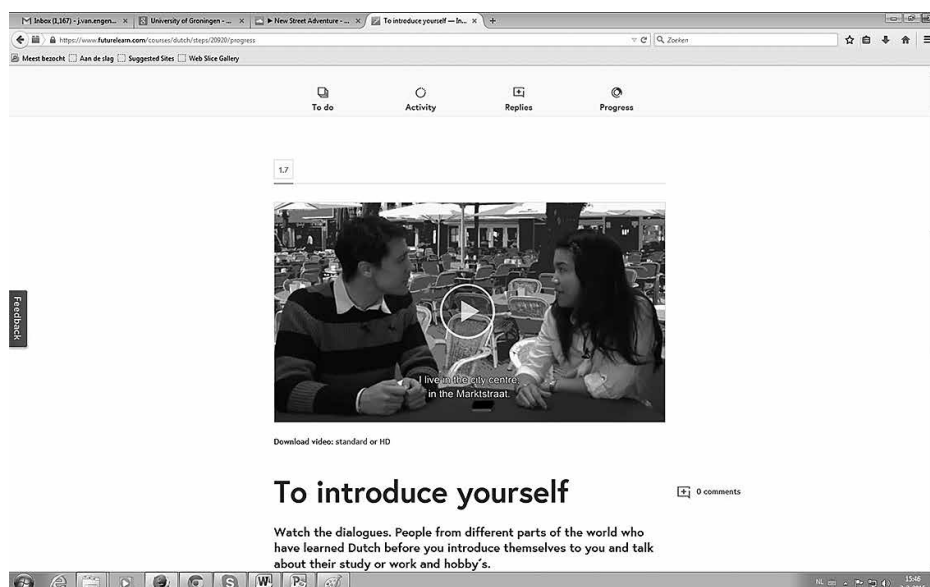 Inbox (1,167) - j.van.engen... × University of Groningen - ... × New Street Adventure - ... × To introduce yourself — In... × +
https://www.futurelearn.com/courses/dutch/steps/20920/progress
Zoeken
Meest bezocht Aan de slag Suggested Sites Web Slice Gallery
To do Activity Replies Progress
1.7
Feedback
I live in the city centre,
in the Marktstraat.
Download video: standard or HD
To introduce yourself
0 comments
Watch the dialogues. People from different parts of the world who
have learned Dutch before you introduce themselves to you and talk
about their study or work and hobby's.
NL 15:46